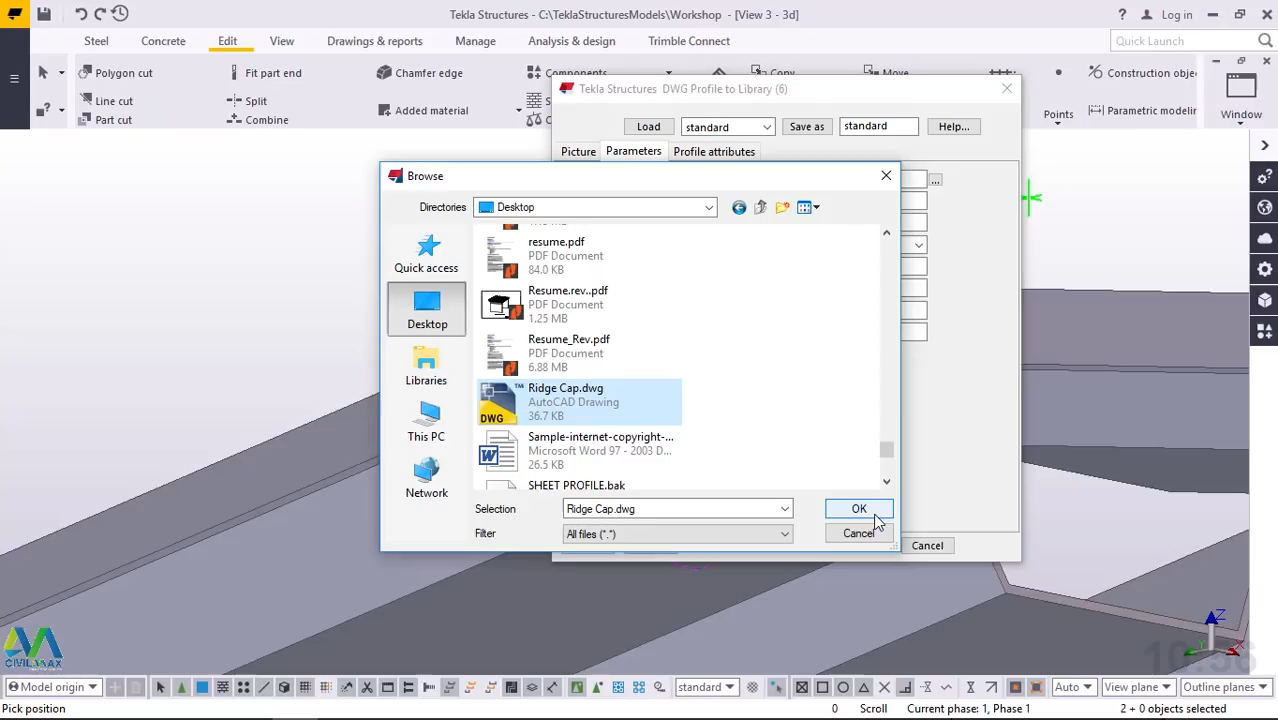 Tekla Structures - C:\TeklaStructuresModels\Workshop - [View 3 - 3d]
? Log in
Steel Concrete Edit View Drawings & reports Manage Analysis & design Trimble Connect Quick Launch
Polygon cut Fit part end Chamfer edge Components Copy Move Construction obje
Line cut Split
Part cut Combine Added material Points Parametric modelin Window
Tekla Structures DWG Profile to Library (6)
Load standard Save as standard Help...
Picture Parameters Profile attributes
...
Browse
Directories Desktop
Quick access
Desktop
Libraries
This PC
Network
resume.pdf
PDF Document
84.0 KB
Resume.rev..pdf
PDF Document
1.25 MB
Resume_Rev.pdf
PDF Document
6.88 MB
Ridge Cap.dwg
AutoCAD Drawing
36.7 KB
DWG
Sample-internet-copyright-...
Microsoft Word 97 - 2003 D...
26.5 KB
SHEET PROFILE.bak
Selection Ridge Cap.dwg OK
Filter All files (*.*) Cancel
Cancel
CIVILAXAX
Z
10:56
Model origin standard Auto View plane Outline planes
Pick position 0 Scroll Current phase: 1, Phase 1 2 + 0 objects selected